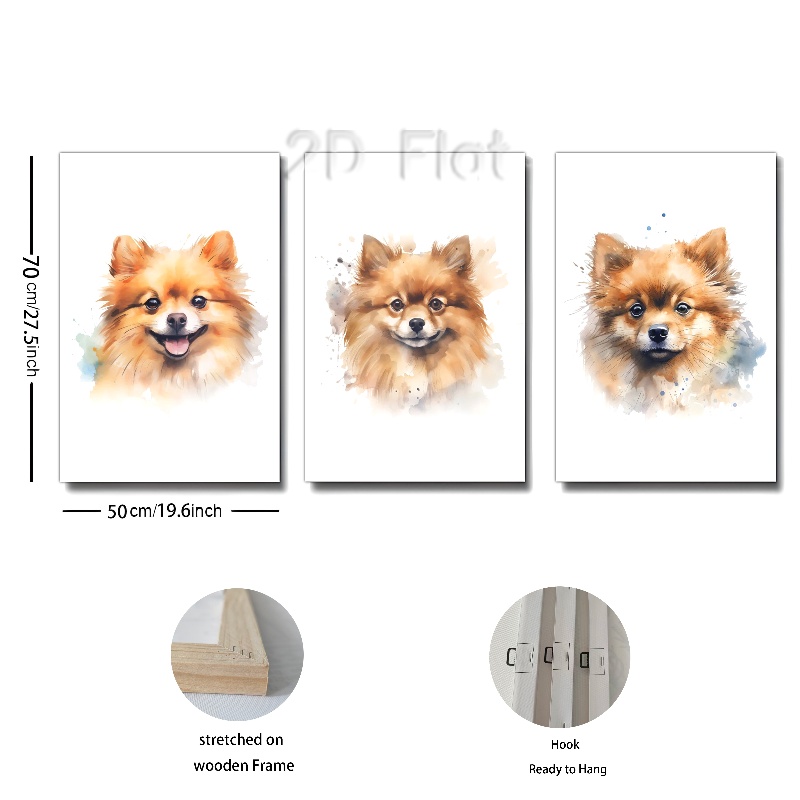 2D Flat
70 cm/27.5inch
50cm/19.6inch
stretched on
wooden Frame
Hook
Ready to Hang